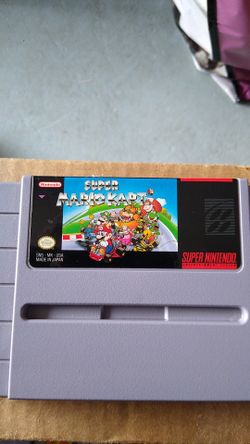 Nintendo
SUPER
MARIO KART
SNS - MK - USA
MADE IN JAPAN
SUPER NINTENDO